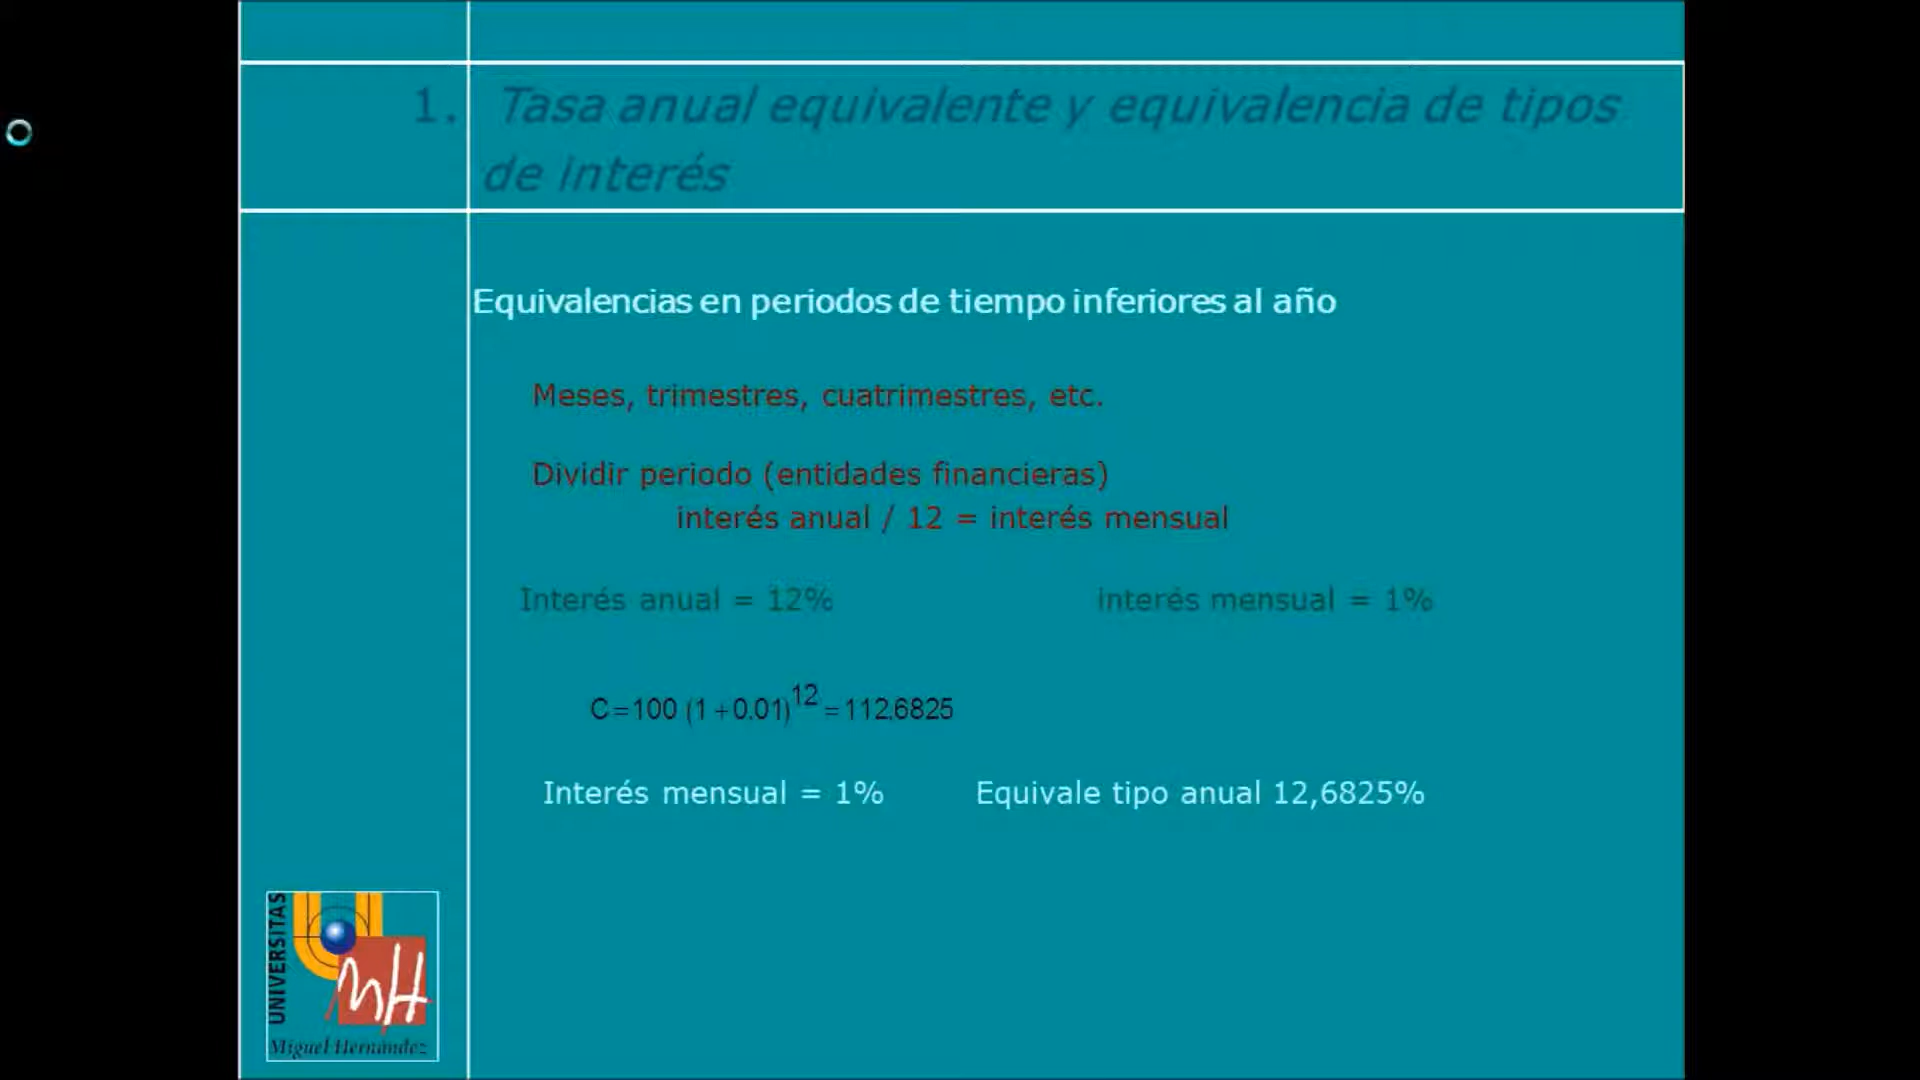 1. Tasa anual equivalente y equivalencia de tipos
de interés
Equivalencias en periodos de tiempo inferiores al año
Meses, trimestres, cuatrimestres, etc.
Dividir periodo (entidades financieras)
interés anual / 12 = interés mensual
Interés anual = 12% interés mensual = 1%
C=100 (1+0.01)^12=112.6825
Interés mensual = 1% Equivale tipo anual 12,6825%
UNIVERSITAS
MH
Miguel Hernández